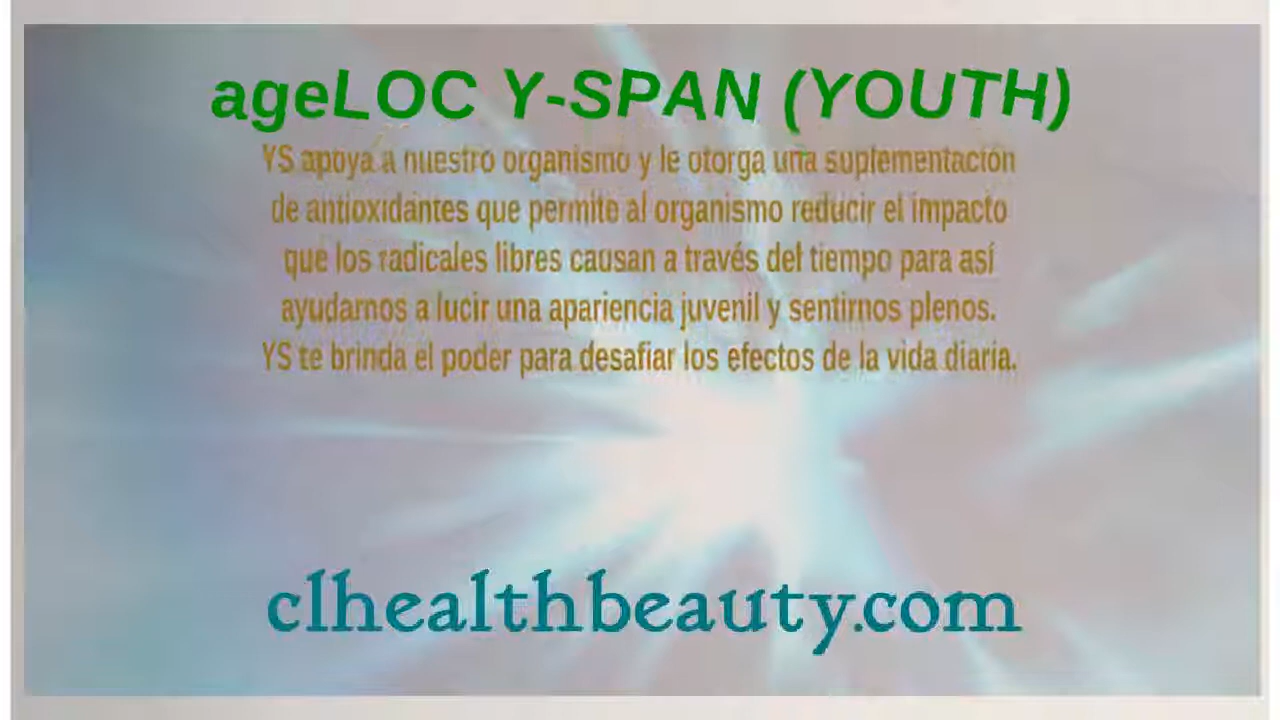 ageLOC Y-SPAN (YOUTH)
YS apoya a nuestro organismo y le otorga una suplementación
de antioxidantes que permite al organismo reducir el impacto
que los radicales libres causan a través del tiempo para así
ayudarnos a lucir una apariencia juvenil y sentirnos plenos.
YS te brinda el poder para desafiar los efectos de la vida diaria.
clhealthbeauty.com